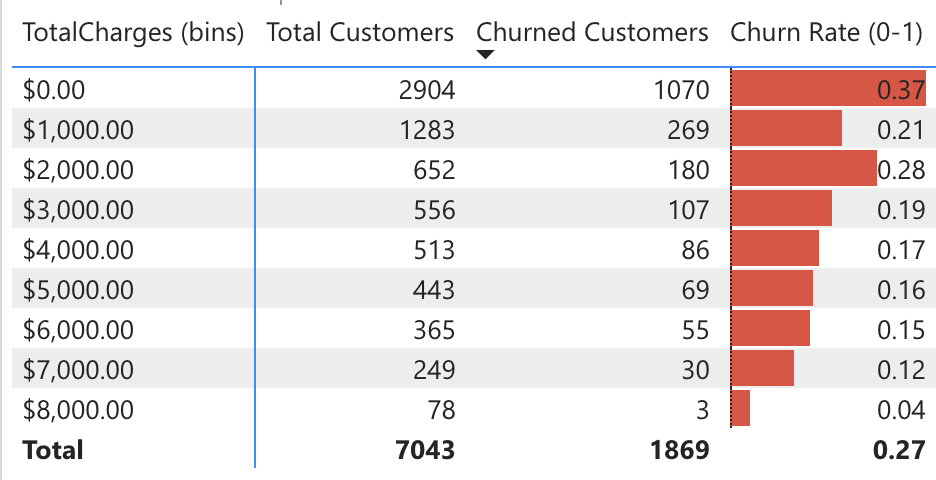 TotalCharges (bins) Total Customers Churned Customers Churn Rate (0-1)
$0.00 2904 1070 0.37
$1,000.00 1283 269 0.21
$2,000.00 652 180 0.28
$3,000.00 556 107 0.19
$4,000.00 513 86 0.17
$5,000.00 443 69 0.16
$6,000.00 365 55 0.15
$7,000.00 249 30 0.12
$8,000.00 78 3 0.04
Total 7043 1869 0.27